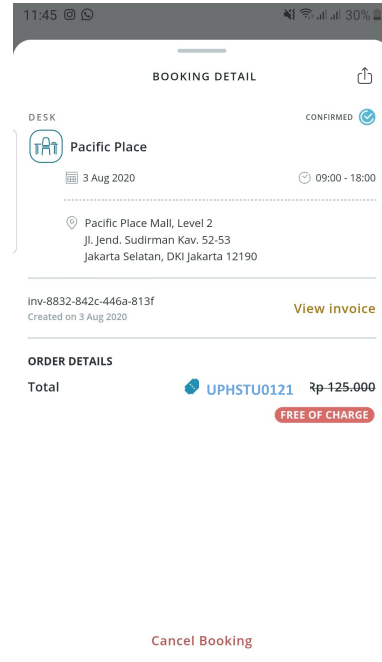 11:45 30%
BOOKING DETAIL
DESK CONFIRMED
Pacific Place
3 Aug 2020 09:00 - 18:00
Pacific Place Mall, Level 2
Jl. Jend. Sudirman Kav. 52-53
Jakarta Selatan, DKI Jakarta 12190
inv-8832-842c-446a-813f View invoice
Created on 3 Aug 2020
ORDER DETAILS
Total UPHSTU0121 Rp 125.000
FREE OF CHARGE
Cancel Booking